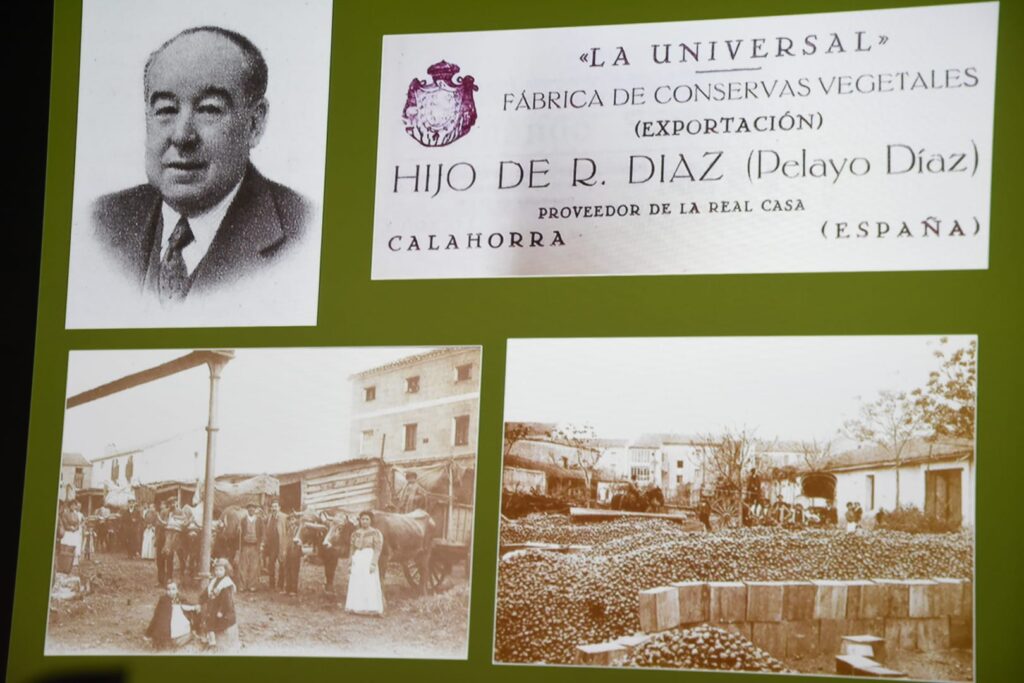 «LA UNIVERSAL»
FÁBRICA DE CONSERVAS VEGETALES
(EXPORTACIÓN)
HIJO DE R. DIAZ (Pelayo Díaz)
PROVEEDOR DE LA REAL CASA
CALAHORRA (ESPAÑA)